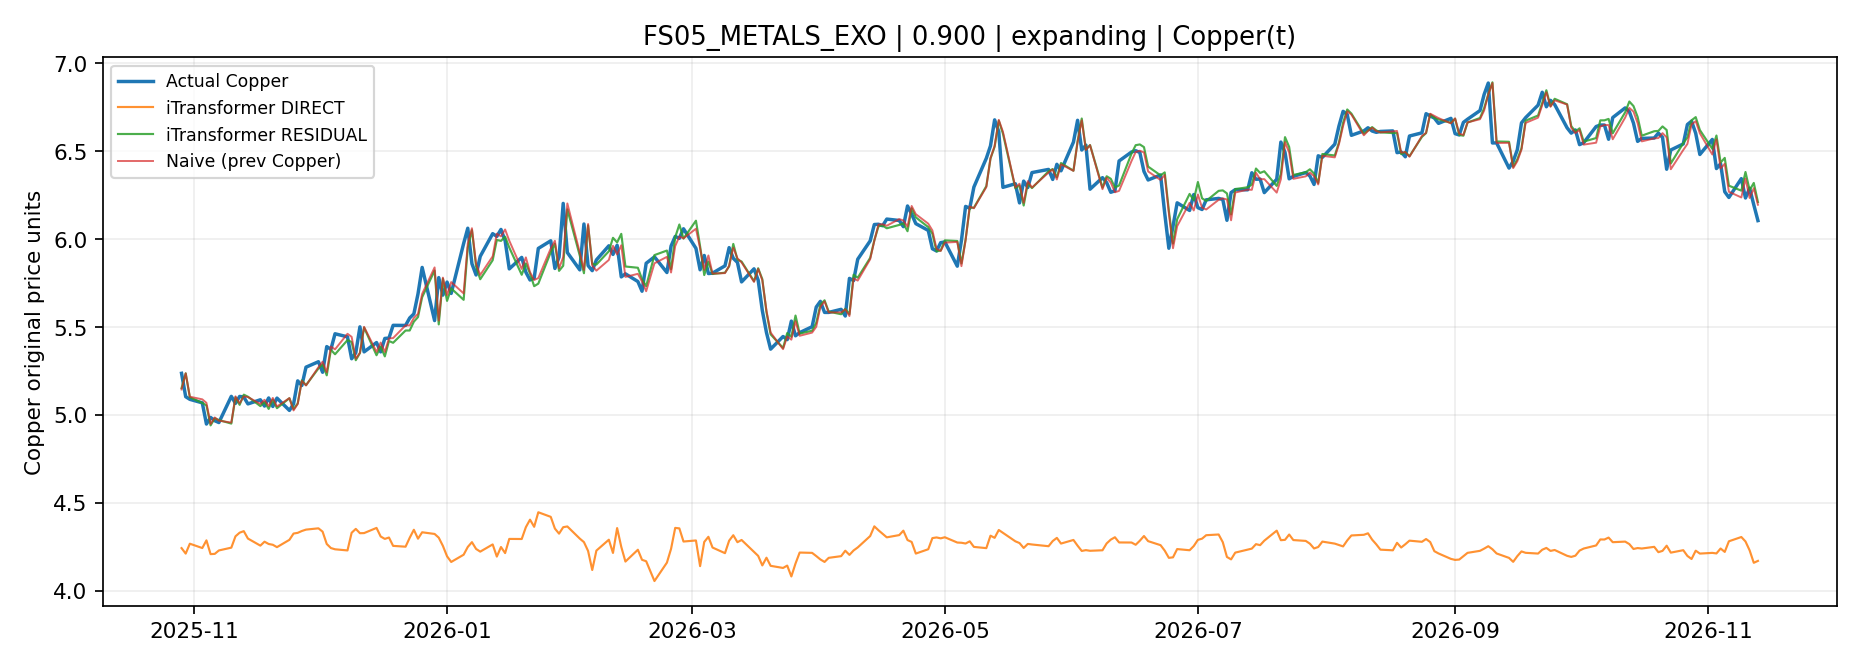 FS05_METALS_EXO | 0.900 | expanding | Copper(t)
Actual Copper
iTransformer DIRECT
iTransformer RESIDUAL
Naive (prev Copper)
Copper original price units
7.0
6.5
6.0
5.5
5.0
4.5
4.0
2025-11
2026-01
2026-03
2026-05
2026-07
2026-09
2026-11